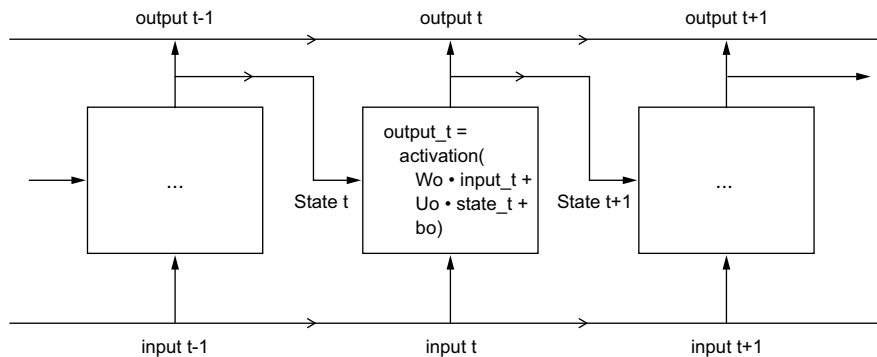 output t-1
output t
output t+1
...
output_t =
activation(
Wo • input_t +
Uo • state_t +
bo)
...
State t
State t+1
input t-1
input t
input t+1